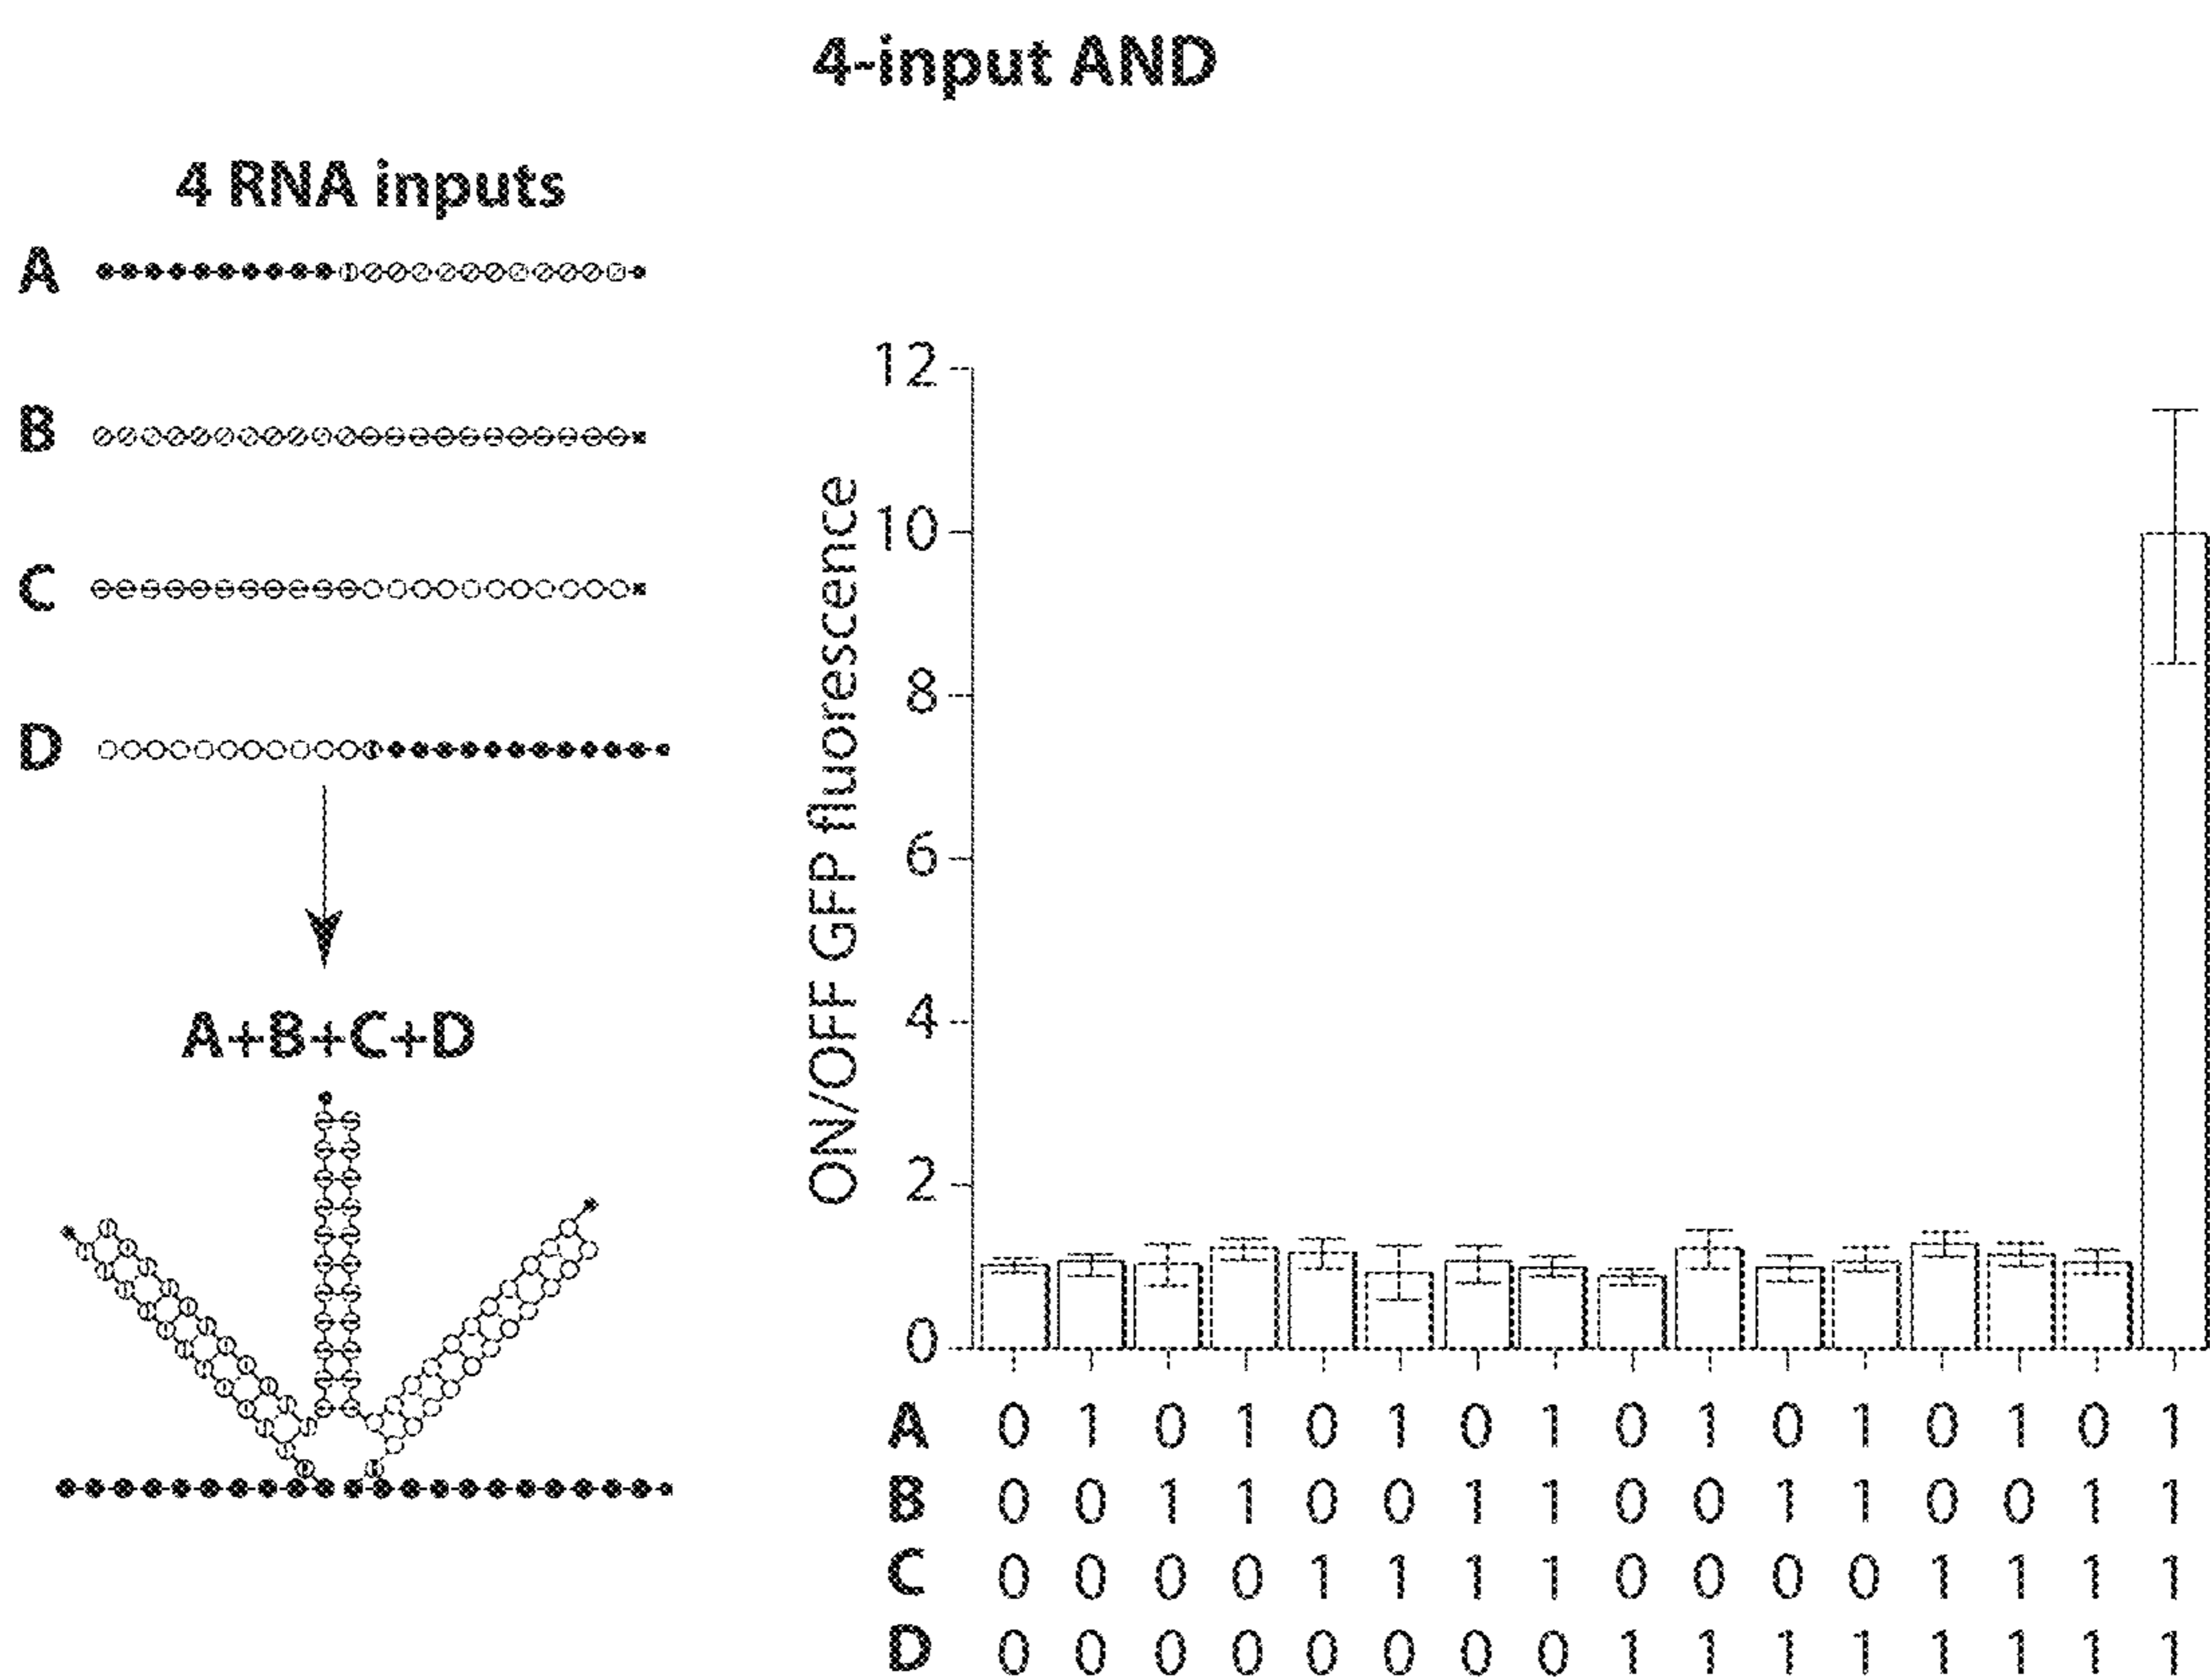 4-input AND
4 RNA inputs
A
B
C
D
A+B+C+D
ON/OFF GFP fluorescence
12
10
8
6
4
2
0
A 0 1 0 1 0 1 0 1 0 1 0 1 0 1 0 1
B 0 0 1 1 0 0 1 1 0 0 1 1 0 0 1 1
C 0 0 0 0 1 1 1 1 0 0 0 0 1 1 1 1
D 0 0 0 0 0 0 0 0 1 1 1 1 1 1 1 1